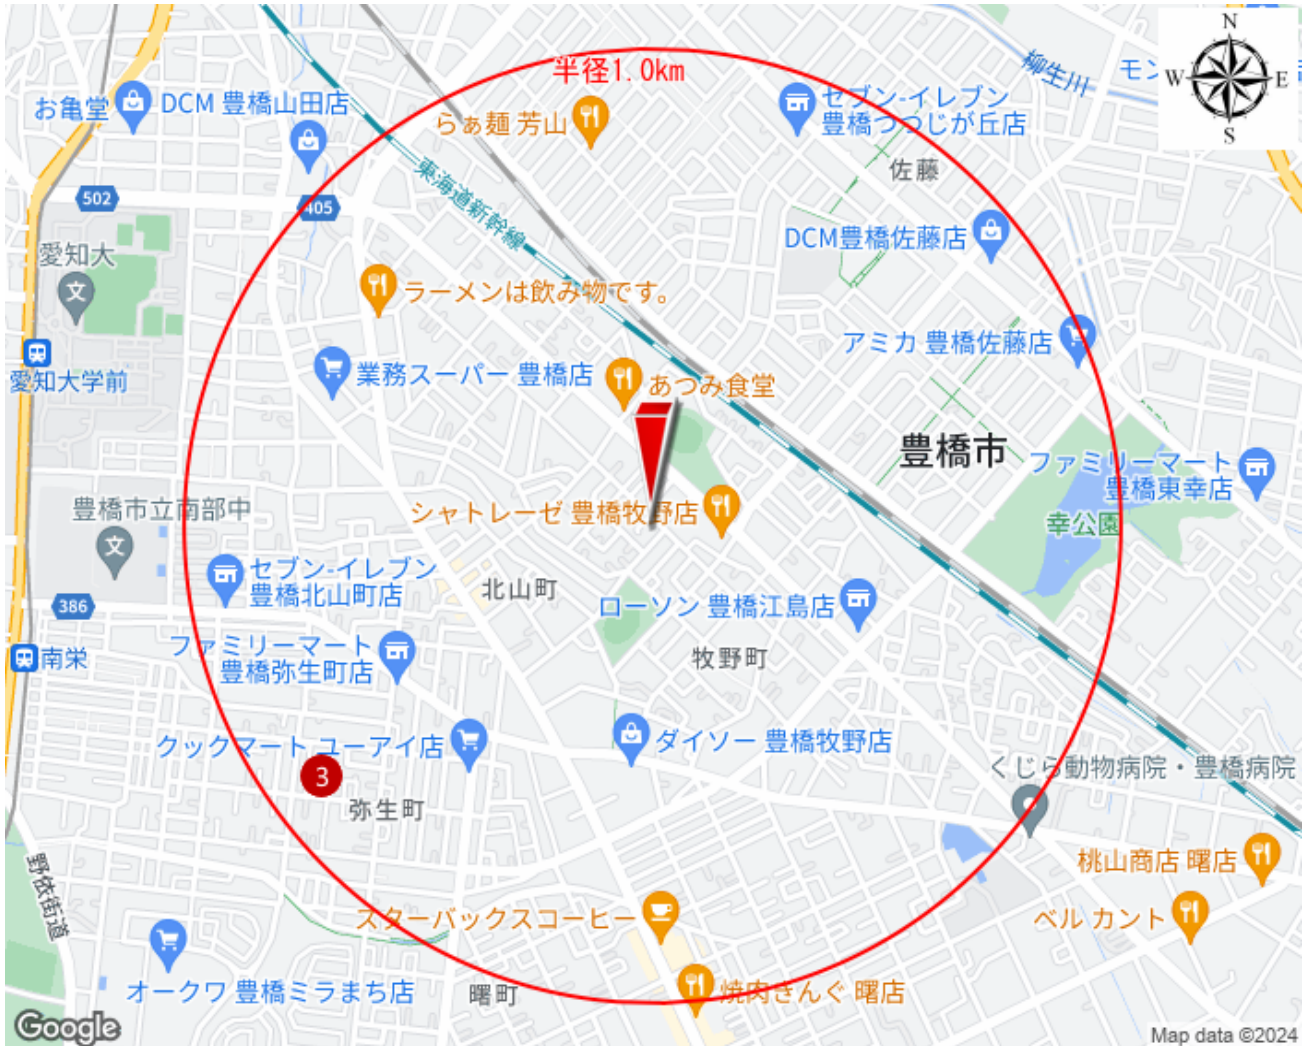 半径1.0km
N
W
E
S
柳生川
モン
お亀堂
DCM 豊橋山田店
らぁ麺 芳山
セブン-イレブン
豊橋つつじが丘店
佐藤
502
405
東海道新幹線
DCM豊橋佐藤店
愛知大
文
ラーメンは飲み物です。
アミカ 豊橋佐藤店
愛知大学前
業務スーパー 豊橋店
あつみ食堂
豊橋市
ファミリーマート
豊橋東幸店
豊橋市立南部中
文
シャトレーゼ 豊橋牧野店
幸公園
セブン-イレブン
豊橋北山町店
北山町
ローソン 豊橋江島店
386
ファミリーマート
豊橋弥生町店
南栄
牧野町
クックマート ユーアイ店
ダイソー 豊橋牧野店
3
弥生町
くじら動物病院・豊橋病院
野依街道
桃山商店 曙店
スターバックスコーヒー
ベル カント
オークワ 豊橋ミラまち店
曙町
焼肉きんぐ 曙店
Google
Map data ©2024